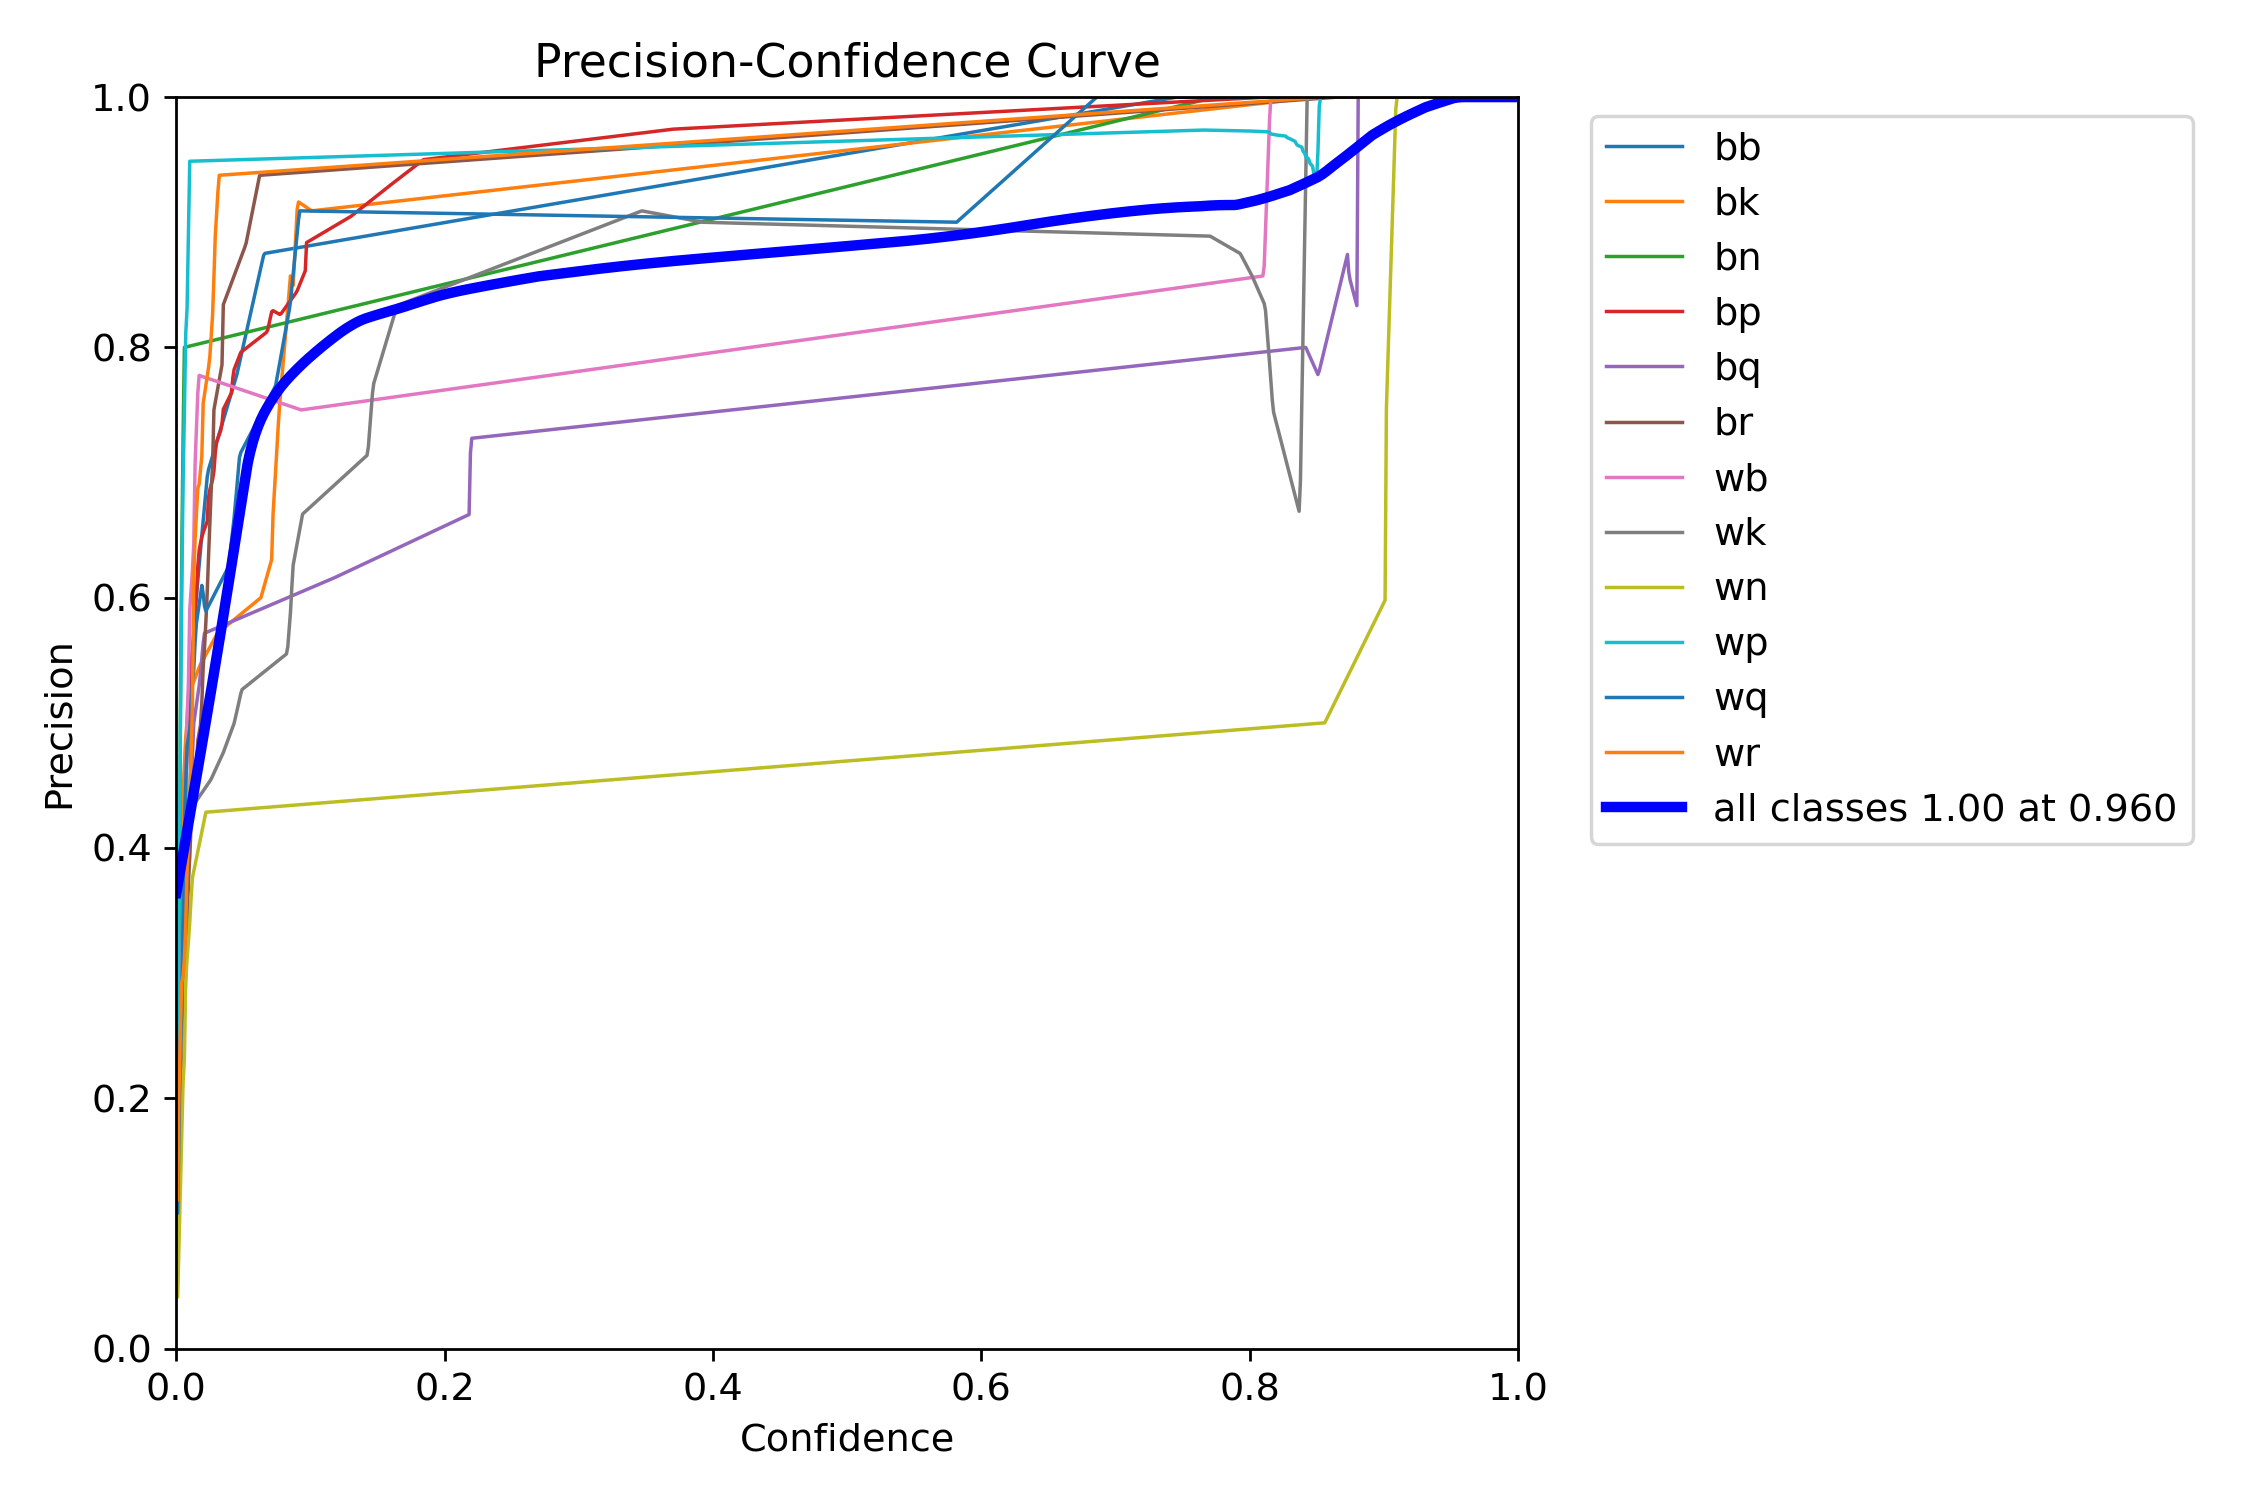 Precision-Confidence Curve
1.0
0.8
0.6
0.4
0.2
0.0
Precision
0.0 0.2 0.4 0.6 0.8 1.0
Confidence
bb
bk
bn
bp
bq
br
wb
wk
wn
wp
wq
wr
all classes 1.00 at 0.960